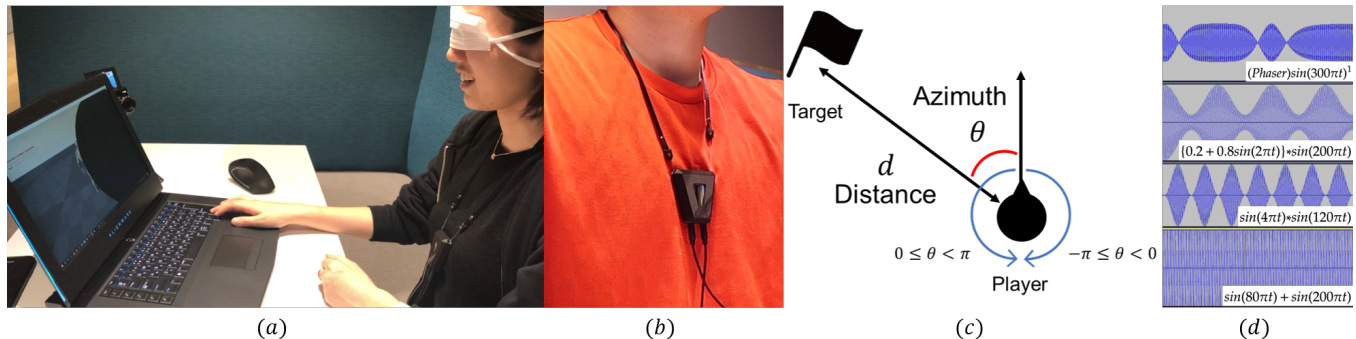 Target
Azimuth
θ
d
Distance
0 ≤ θ < π
−π ≤ θ < 0
Player
(Phaser)sin(300πt)¹
{0.2 + 0.8sin(2πt)}*sin(200πt)
sin(4πt)*sin(120πt)
sin(80πt) + sin(200πt)
(a)
(b)
(c)
(d)